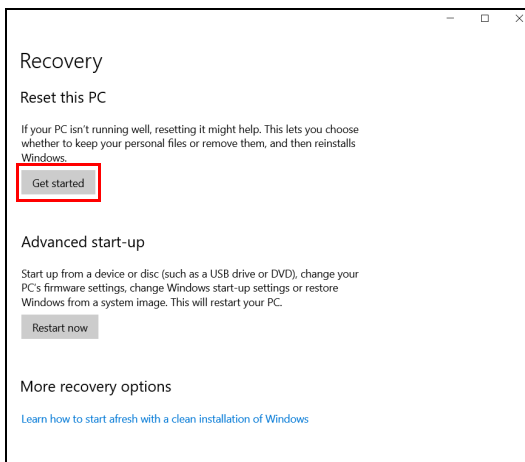 Recovery
Reset this PC
If your PC isn't running well, resetting it might help. This lets you choose
whether to keep your personal files or remove them, and then reinstalls
Windows.
Get started
Advanced start-up
Start up from a device or disc (such as a USB drive or DVD), change your
PC's firmware settings, change Windows start-up settings or restore
Windows from a system image. This will restart your PC.
Restart now
More recovery options
Learn how to start afresh with a clean installation of Windows